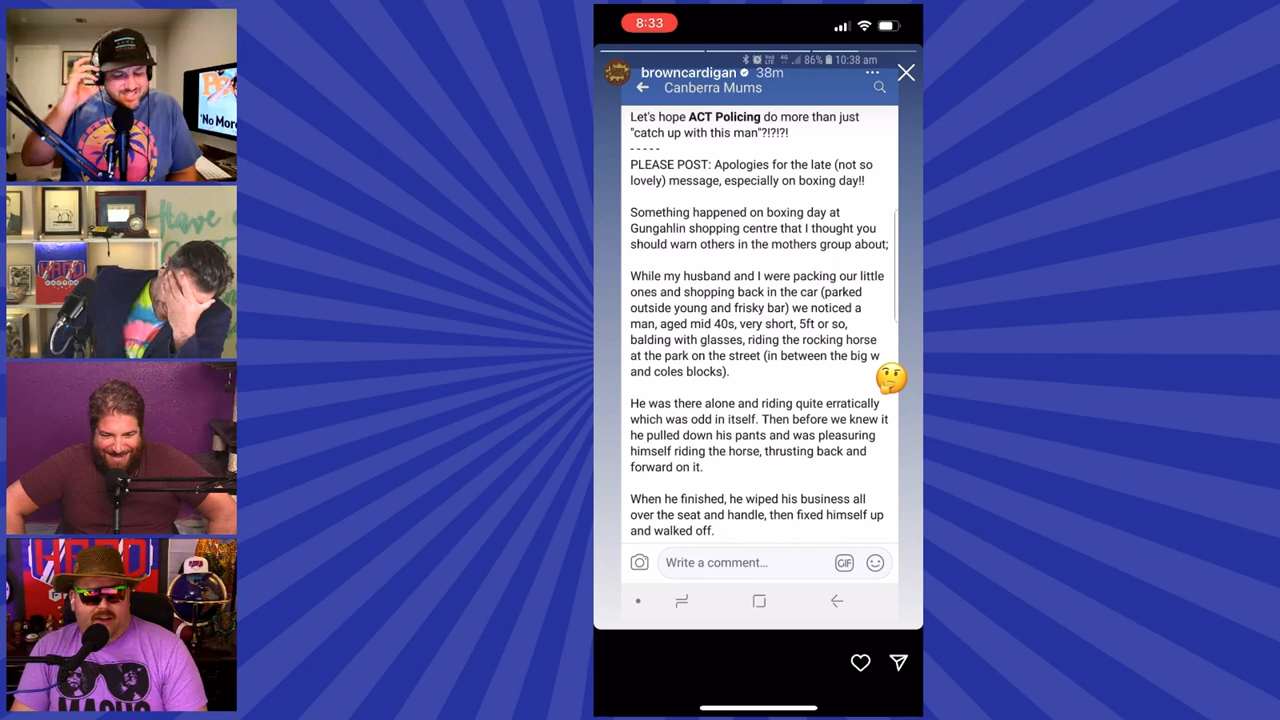 8:33
86% 10:38 am
browncardigan 38m
Canberra Mums
Let's hope ACT Policing do more than just
"catch up with this man"?!?!?!
-----
PLEASE POST: Apologies for the late (not so
lovely) message, especially on boxing day!!
Something happened on boxing day at
Gungahlin shopping centre that I thought you
should warn others in the mothers group about;
While my husband and I were packing our little
ones and shopping back in the car (parked
outside young and frisky bar) we noticed a
man, aged mid 40s, very short, 5ft or so,
balding with glasses, riding the rocking horse
at the park on the street (in between the big w
and coles blocks).
He was there alone and riding quite erratically
which was odd in itself. Then before we knew it
he pulled down his pants and was pleasuring
himself riding the horse, thrusting back and
forward on it.
When he finished, he wiped his business all
over the seat and handle, then fixed himself up
and walked off.
Write a comment...
GIF
'No More
Have a
HARD
HARD
MACHO